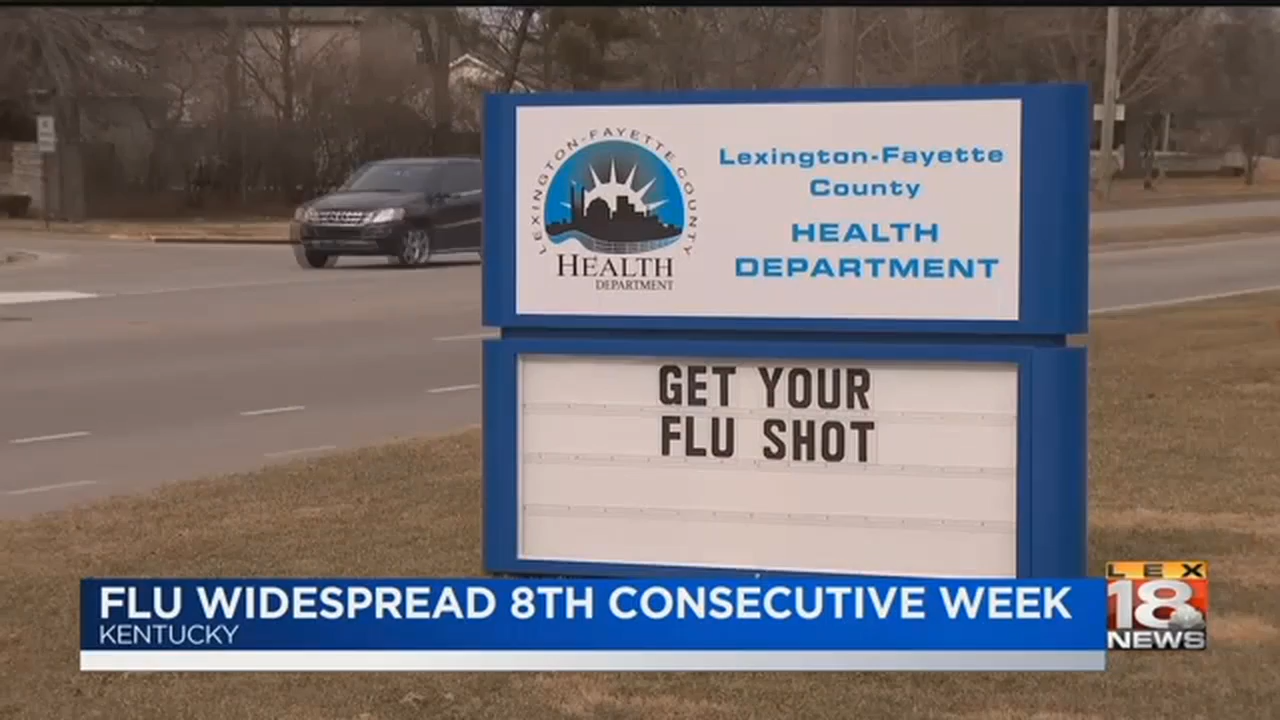 LEXINGTON-FAYETTE COUNTY
HEALTH
DEPARTMENT
Lexington-Fayette
County
HEALTH
DEPARTMENT
GET YOUR
FLU SHOT
FLU WIDESPREAD 8TH CONSECUTIVE WEEK
KENTUCKY
LEX
18
NEWS